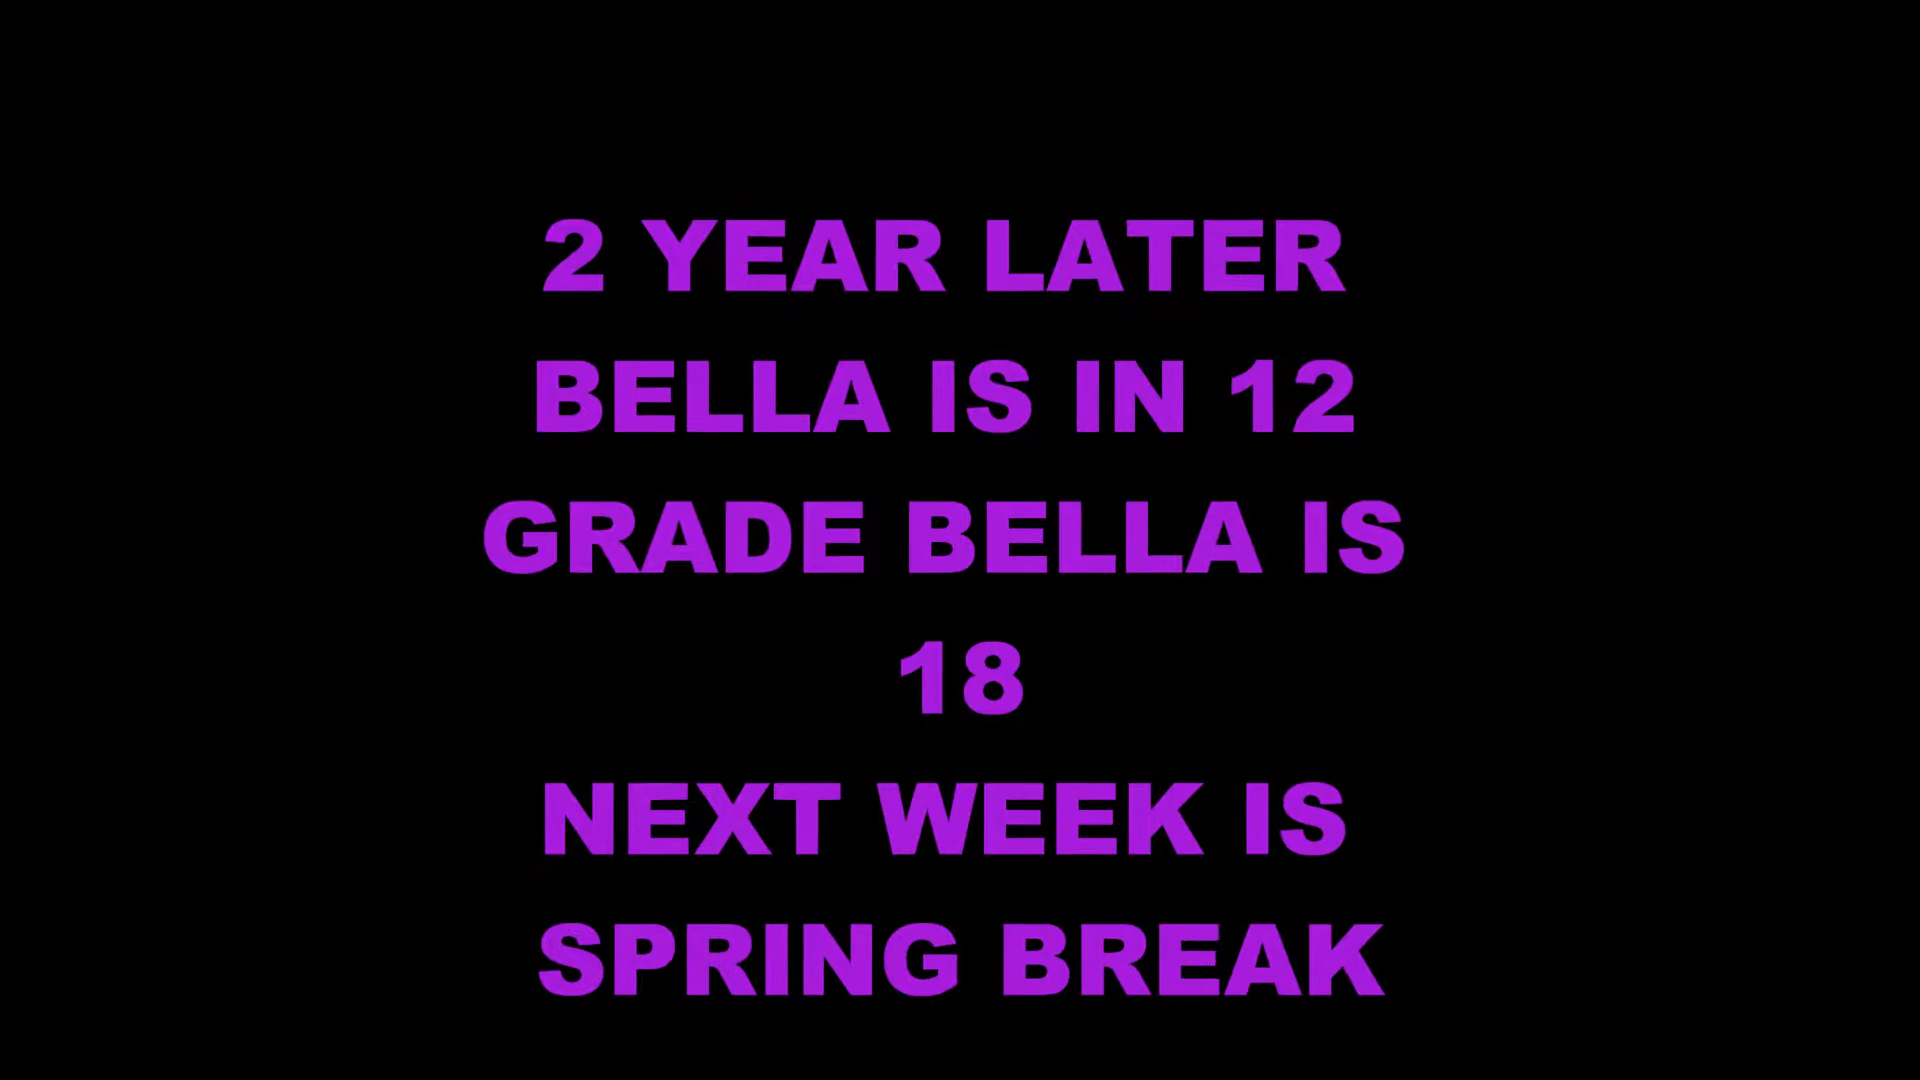 2 YEAR LATER
BELLA IS IN 12
GRADE BELLA IS
18
NEXT WEEK IS
SPRING BREAK